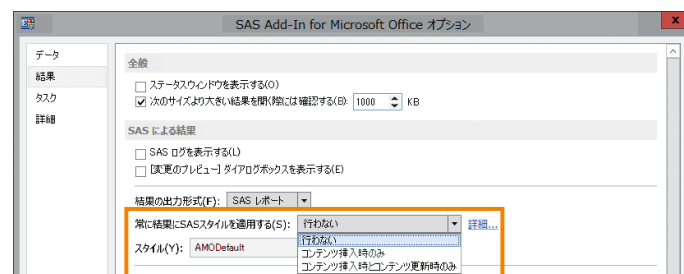 SAS Add-In for Microsoft Office オプション
x
データ
結果
タスク
詳細
全般
ステータスウィンドウを表示する(O)
次のサイズより大きい結果を開く際には確認する(B): 1000 KB
SAS による結果
SAS ログを表示する(L)
[変更のプレビュー] ダイアログボックスを表示する(E)
結果の出力形式(F): SAS レポート
常に結果にSASスタイルを適用する(S): 行わない 詳細...
行わない
スタイル(Y): AMODefault
コンテンツ挿入時のみ
コンテンツ挿入時とコンテンツ更新時のみ